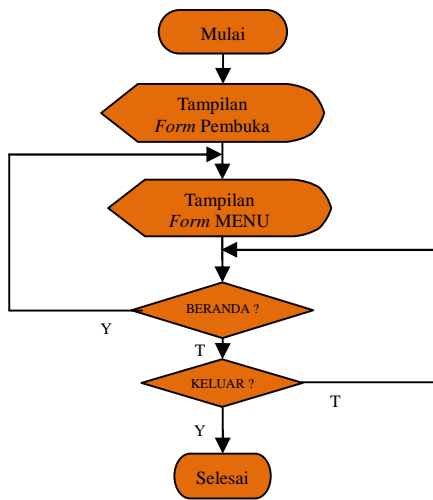 Mulai
Tampilan
Form Pembuka
Tampilan
Form MENU
BERANDA ?
Y
T
KELUAR ?
T
Y
Selesai